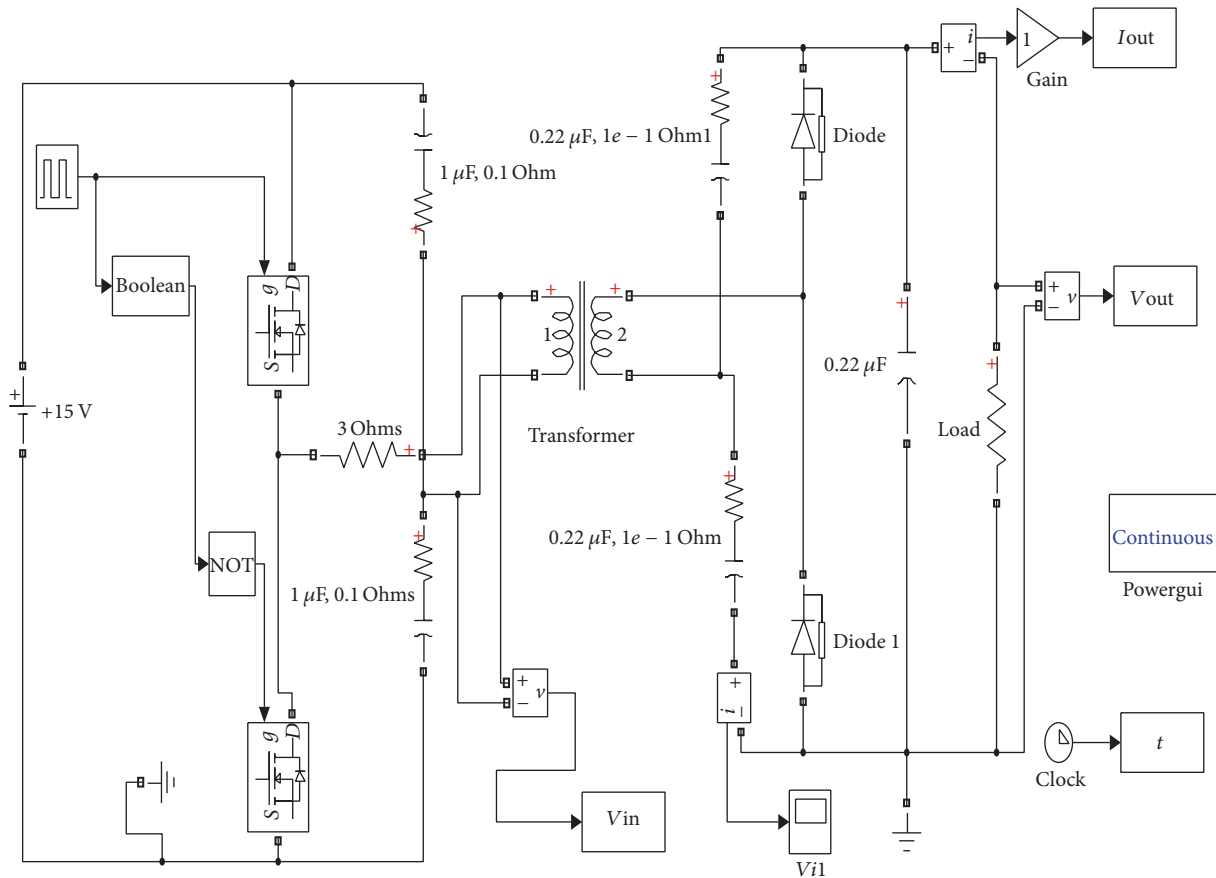 i
+
−
1
Gain
Iout
+
0.22 μF, 1e − 1 Ohm1
Diode
1 μF, 0.1 Ohm
+
Boolean
g
D
S
+
+
1
2
Transformer
+
+15 V
3 Ohms
+
+
0.22 μF
+
−
v
Vout
+
Load
NOT
+
1 μF, 0.1 Ohms
+
0.22 μF, 1e − 1 Ohm
Continuous
Powergui
Diode 1
+
−
v
+
i
−
g
D
S
Vin
Vi1
Clock
t